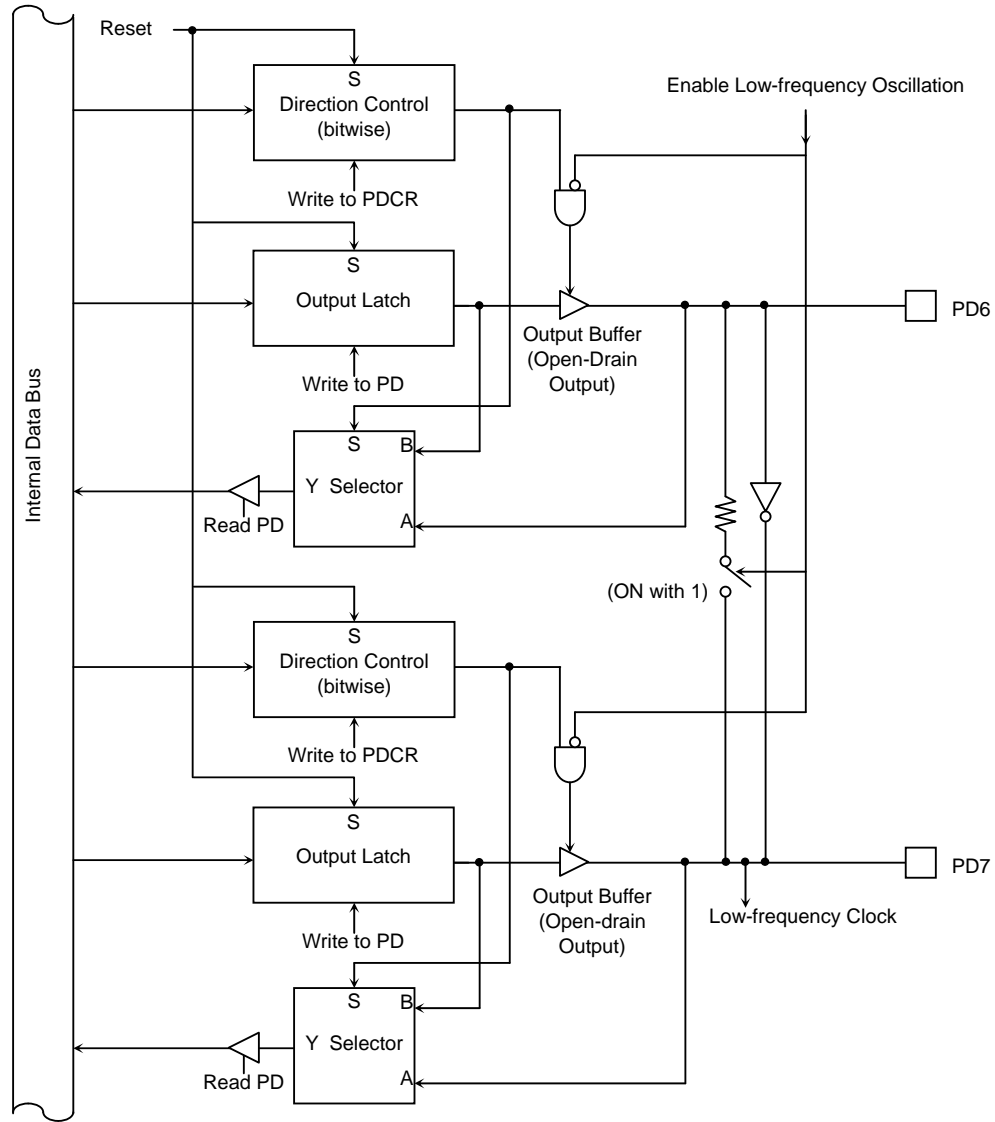 Internal Data Bus
Reset
Enable Low-frequency Oscillation
S
Direction Control
(bitwise)
Write to PDCR
S
Output Latch
Write to PD
Output Buffer
(Open-Drain
Output)
PD6
S
B
Y Selector
A
Read PD
(ON with 1)
S
Direction Control
(bitwise)
Write to PDCR
S
Output Latch
Write to PD
Output Buffer
(Open-drain
Output)
PD7
Low-frequency Clock
S
B
Y Selector
A
Read PD